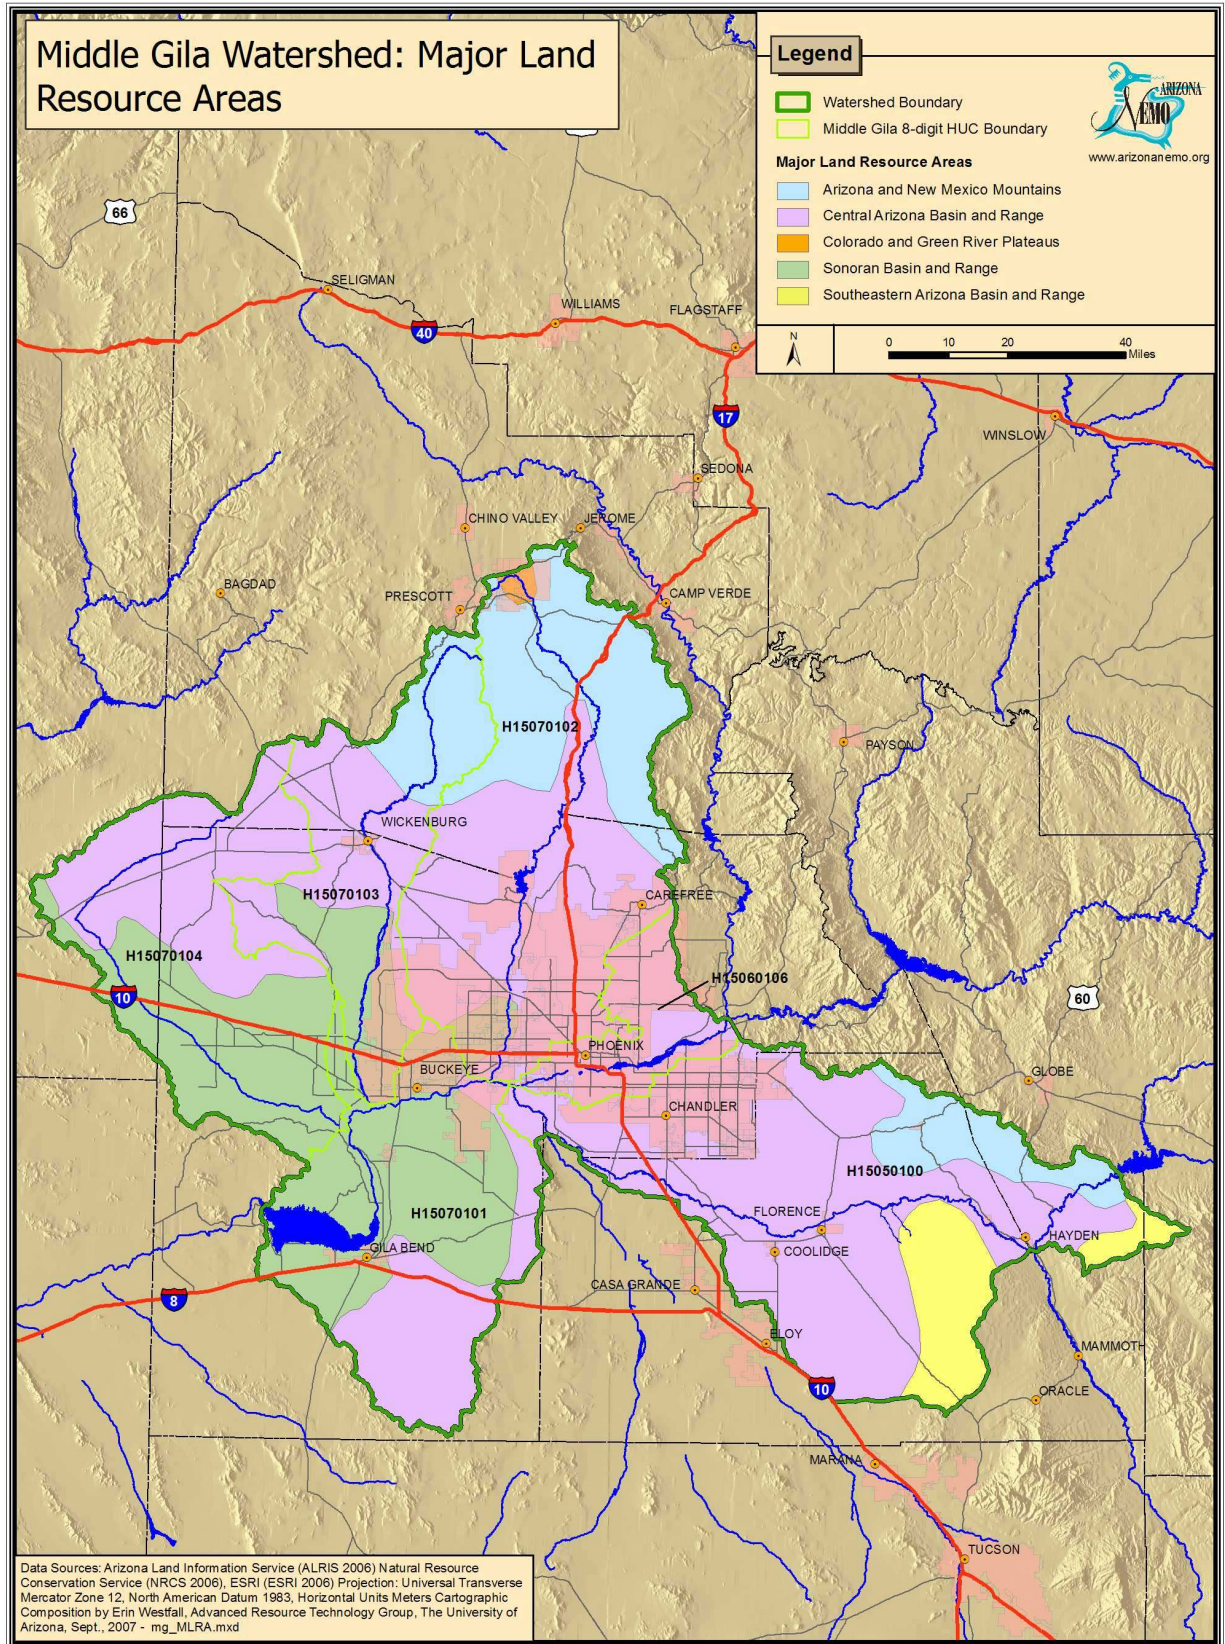 Middle Gila Watershed: Major Land
Resource Areas
Legend
Watershed Boundary
Middle Gila 8-digit HUC Boundary
Major Land Resource Areas
Arizona and New Mexico Mountains
Central Arizona Basin and Range
Colorado and Green River Plateaus
Sonoran Basin and Range
Southeastern Arizona Basin and Range
ARIZONA
NEMO
www.arizonanemo.org
N
0 10 20 40
Miles
66
SELIGMAN
WILLIAMS
FLAGSTAFF
40
17
WINSLOW
SEDONA
CHINO VALLEY
JEROME
BAGDAD
PRESCOTT
CAMP VERDE
H15070102
PAYSON
WICKENBURG
H15070103
CAREFREE
H15070104
H15060106
10
60
PHOENIX
BUCKEYE
GLOBE
CHANDLER
H15050100
H15070101
FLORENCE
HAYDEN
GILA BEND
COOLIDGE
CASA GRANDE
8
ELOY
MAMMOTH
10
ORACLE
MARANA
TUCSON
Data Sources: Arizona Land Information Service (ALRIS 2006) Natural Resource
Conservation Service (NRCS 2006), ESRI (ESRI 2006) Projection: Universal Transverse
Mercator Zone 12, North American Datum 1983, Horizontal Units Meters Cartographic
Composition by Erin Westfall, Advanced Resource Technology Group, The University of
Arizona, Sept., 2007 - mg_MLRA.mxd